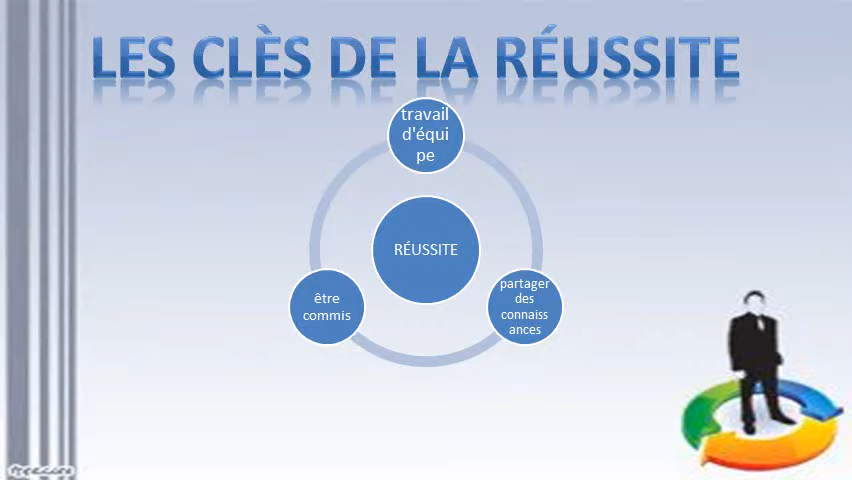 LES CLÈS DE LA RÉUSSITE
travail
d'équi
pe
RÉUSSITE
être
commis
partager
des
connaiss
ances